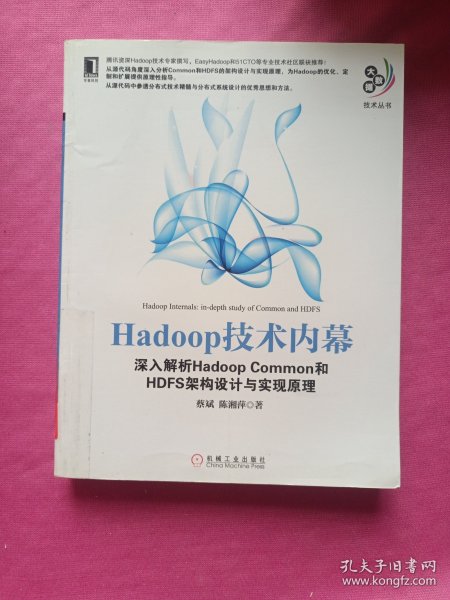 腾讯资深Hadoop技术专家撰写，EasyHadoop和51CTO等专业技术社区联袂推荐！
从源代码角度深入分析Common和HDFS的架构设计与实现原理，为Hadoop的优化、定
制和扩展提供原理性指导。
从源代码中参透分布式技术精髓与分布式系统设计的优秀思想和方法。
大数据
技术丛书
Hadoop Internals: in-depth study of Common and HDFS
Hadoop技术内幕
深入解析Hadoop Common和
HDFS架构设计与实现原理
蔡斌 陈湘萍◎著
机械工业出版社
China Machine Press
孔夫子旧书网
www.kongfz.com